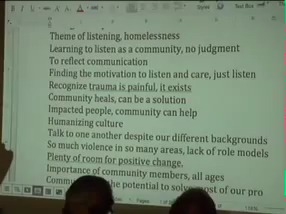 Theme of listening, homelessness
Learning to listen as a community, no judgment
To reflect communication
Finding the motivation to listen and care, just listen
Recognize trauma is painful, it exists
Community heals, can be a solution
Impacted people, community can help
Humanizing culture
Talk to one another despite our different backgrounds
So much violence in so many areas, lack of role models
Plenty of room for positive change.
Importance of community members, all ages
the potential to solve most of our pro